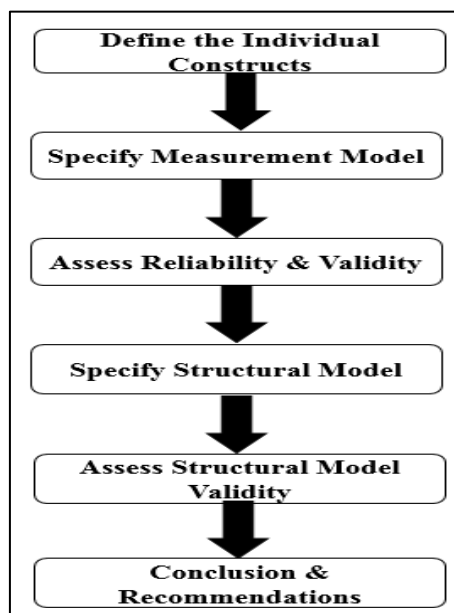 Define the Individual
Constructs
Specify Measurement Model
Assess Reliability & Validity
Specify Structural Model
Assess Structural Model
Validity
Conclusion &
Recommendations